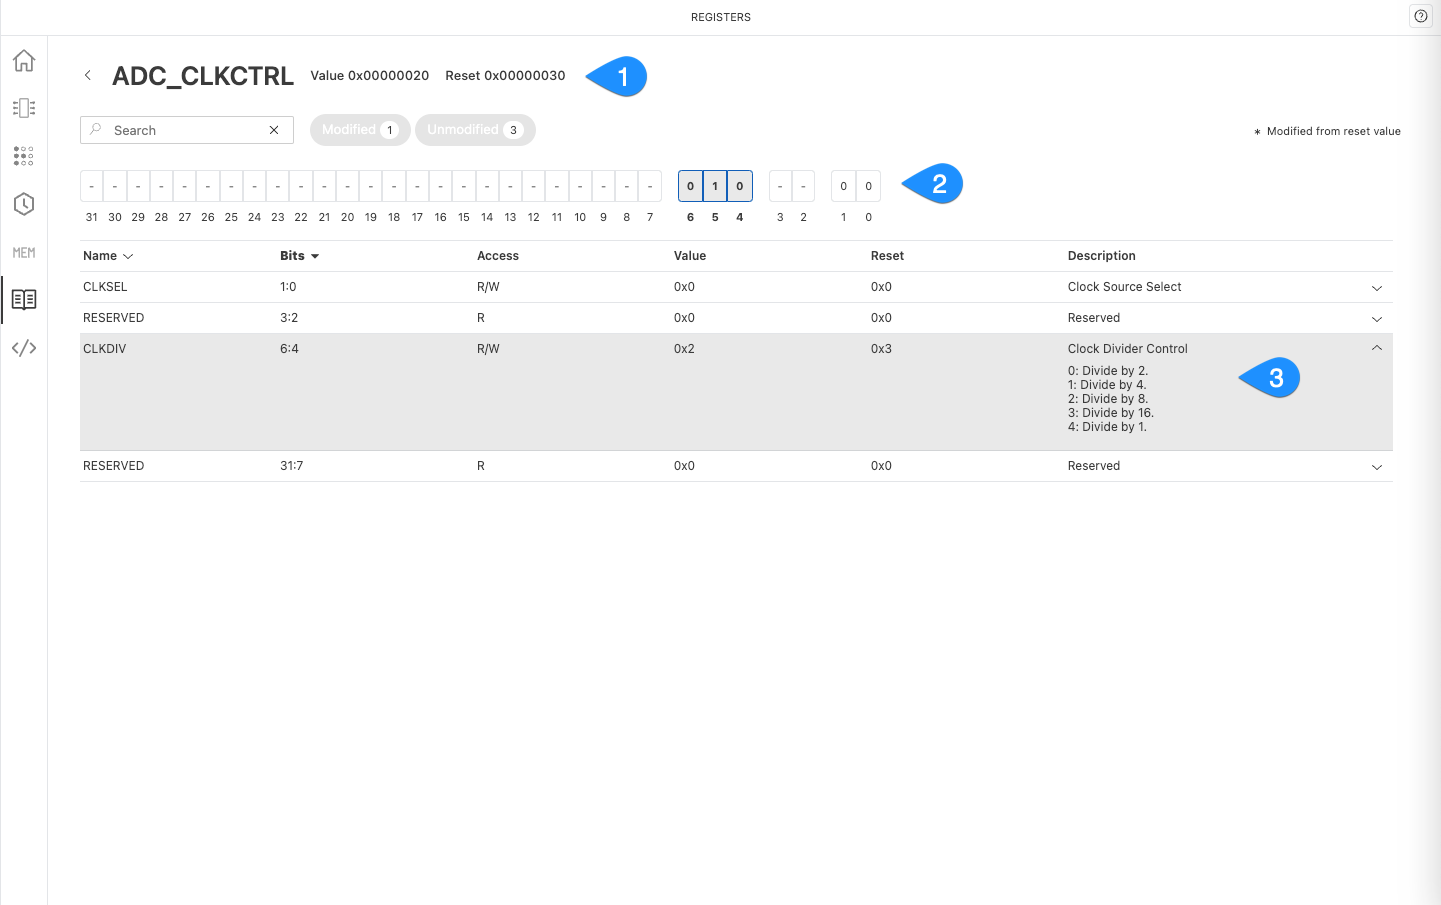 REGISTERS
ADC_CLKCTRL Value 0x00000020 Reset 0x00000030 1
Search Modified 1 Unmodified 3
* Modified from reset value
- - - - - - - - - - - - - - - - - - - - - - - - - 0 1 0 - - 0 0 2
31 30 29 28 27 26 25 24 23 22 21 20 19 18 17 16 15 14 13 12 11 10 9 8 7 6 5 4 3 2 1 0
MEM
Name Bits Access Value Reset Description
CLKSEL 1:0 R/W 0x0 0x0 Clock Source Select
RESERVED 3:2 R 0x0 0x0 Reserved
CLKDIV 6:4 R/W 0x2 0x3 Clock Divider Control
0: Divide by 2.
1: Divide by 4.
2: Divide by 8.
3: Divide by 16.
4: Divide by 1.
3
RESERVED 31:7 R 0x0 0x0 Reserved